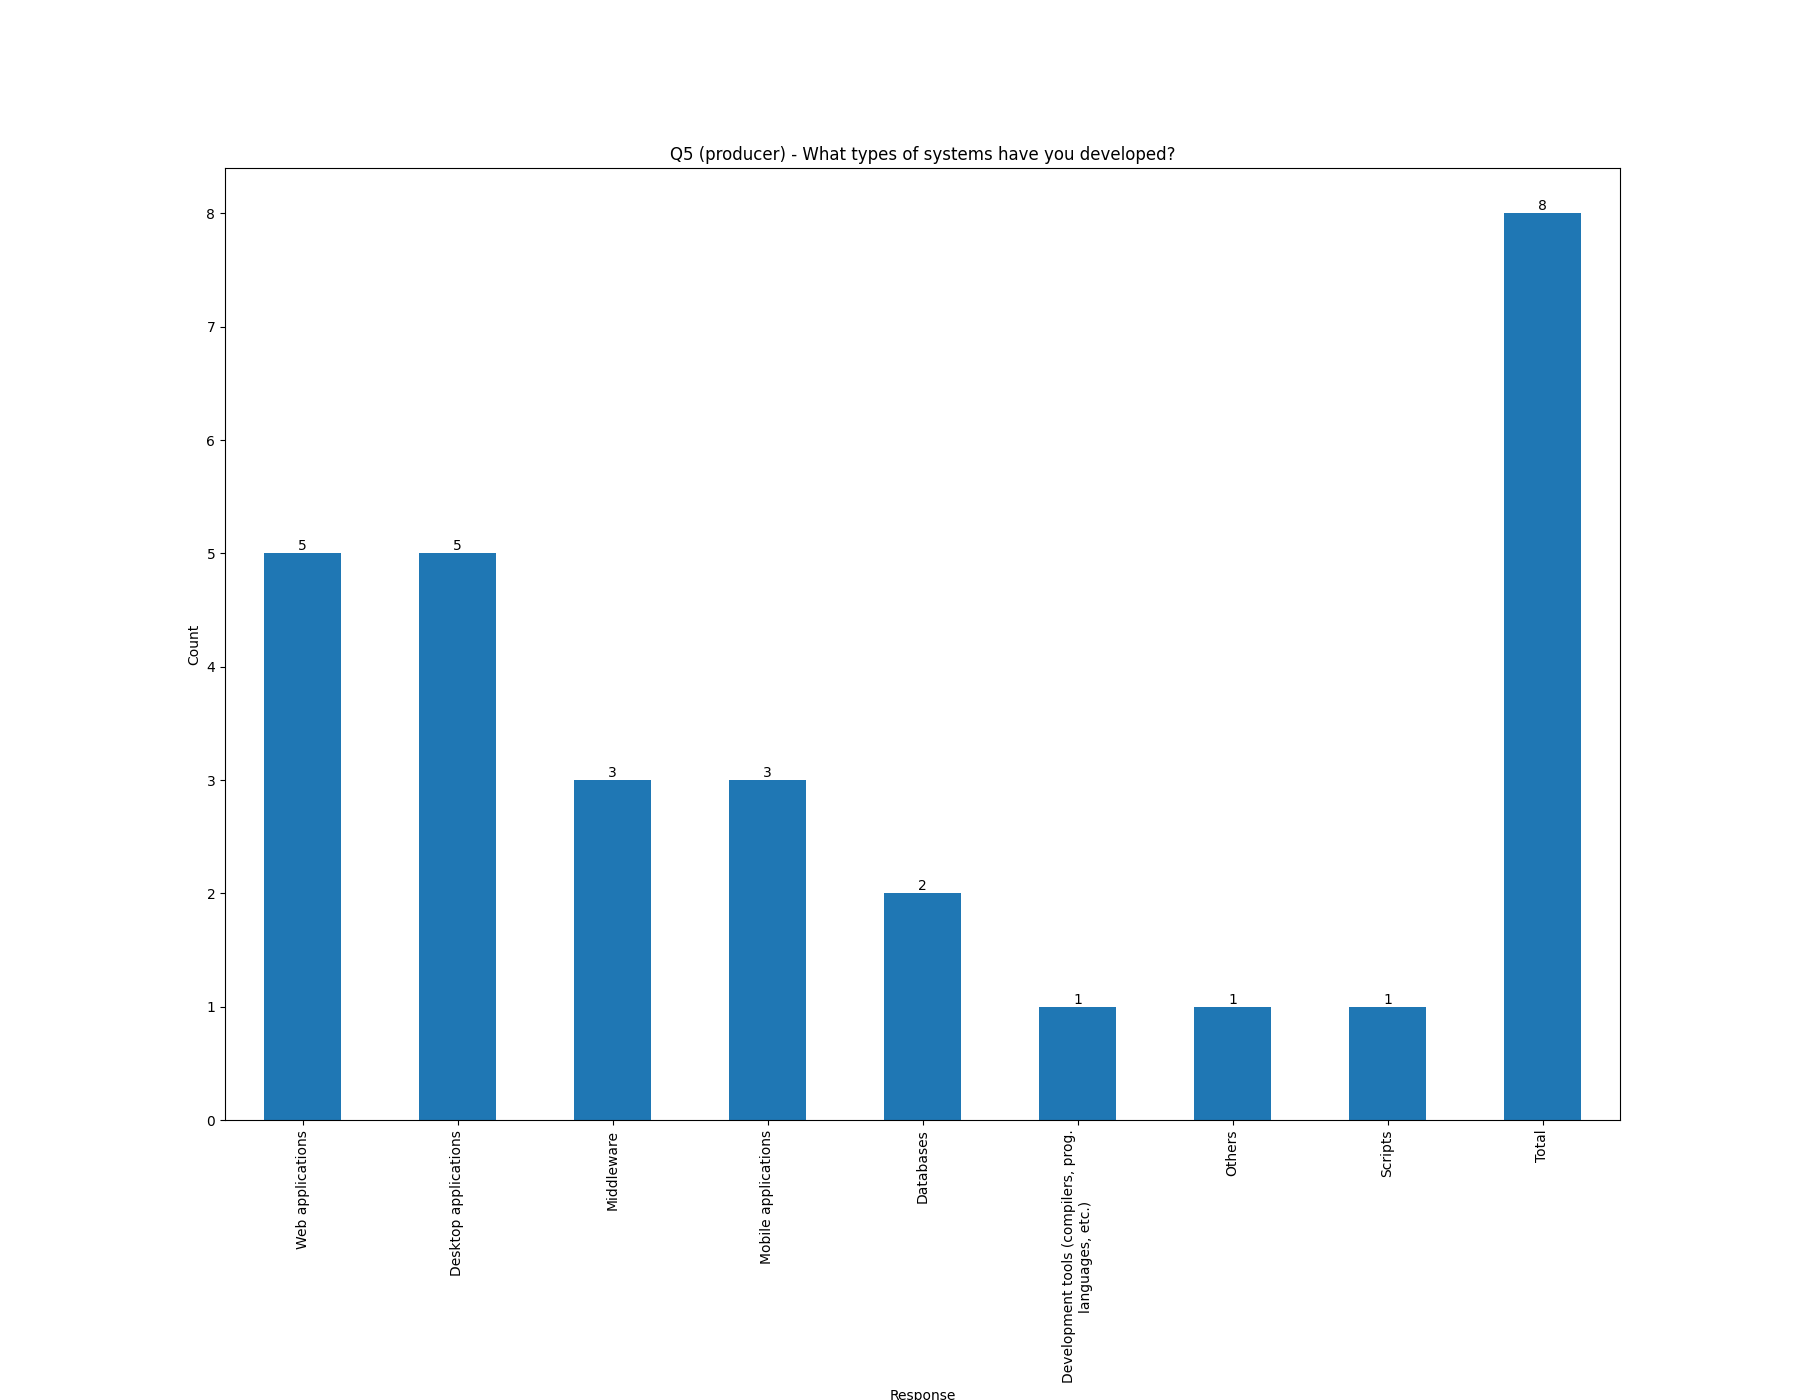 Q5 (producer) - What types of systems have you developed?
8
7
6
5
4
3
2
1
0
Count
5
5
3
3
2
1
1
1
8
Web applications
Desktop applications
Middleware
Mobile applications
Databases
Development tools (compilers, prog.
languages, etc.)
Others
Scripts
Total
Response